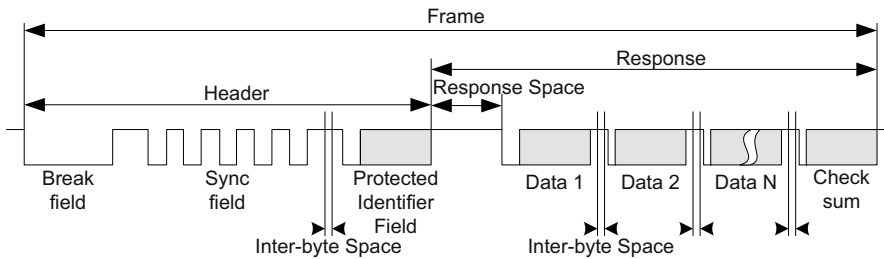 Frame
Response
Header
Response Space
Break
field
Sync
field
Protected
Identifier
Field
Data 1
Data 2
Data N
Check
sum
Inter-byte Space
Inter-byte Space